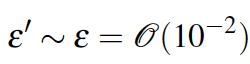 ε′ ∼ ε = 𝒪(10⁻²)